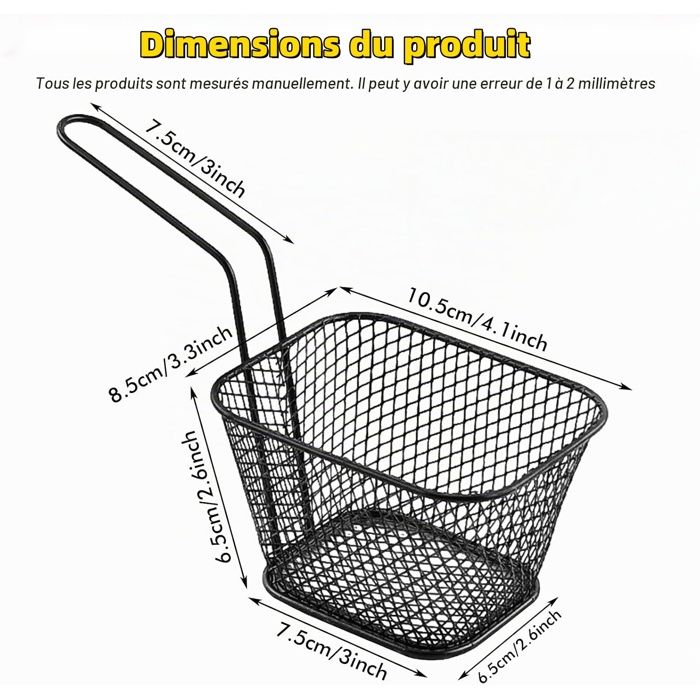 Dimensions du produit
Tous les produits sont mesurés manuellement. Il peut y avoir une erreur de 1 à 2 millimètres
7.5cm/3inch
10.5cm/4.1inch
8.5cm/3.3inch
6.5cm/2.6inch
7.5cm/3inch
6.5cm/2.6inch